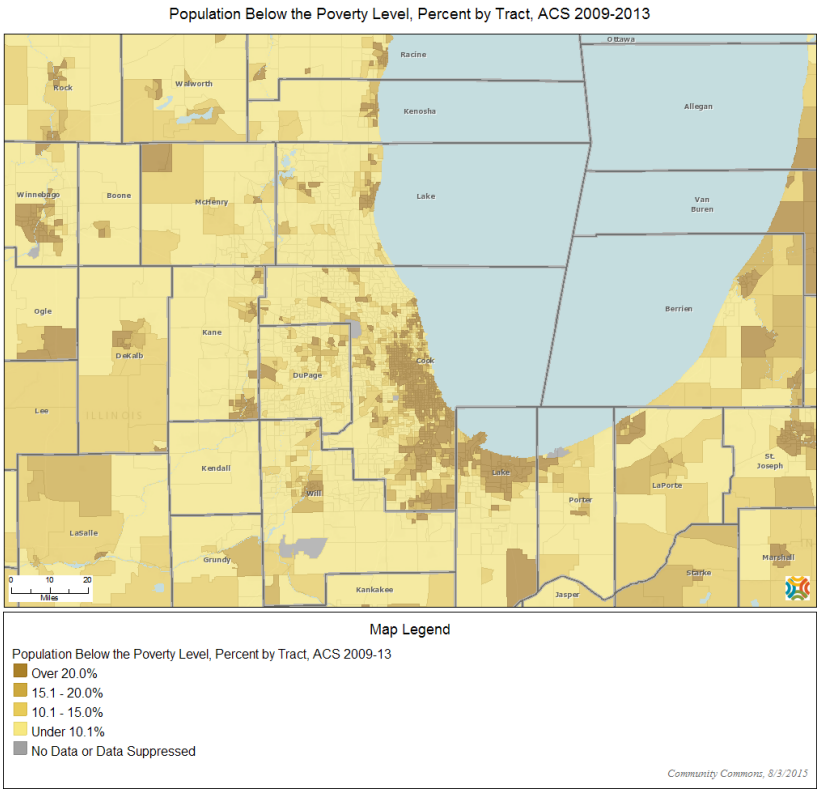 Population Below the Poverty Level, Percent by Tract, ACS 2009-2013
Ottawa
Racine
Rock
Walworth
Kenosha
Allegan
Winnebago
Boone
McHenry
Lake
Van
Buren
Ogle
Kane
Berrien
DeKalb
Cook
DuPage
Lee
ILLINOIS
Kendall
Lake
St.
Joseph
LaPorte
Will
Porter
LaSalle
Grundy
Marshall
Starke
Kankakee
Jasper
0 10 20
Miles
Map Legend
Population Below the Poverty Level, Percent by Tract, ACS 2009-13
Over 20.0%
15.1 - 20.0%
10.1 - 15.0%
Under 10.1%
No Data or Data Suppressed
Community Commons, 8/3/2015